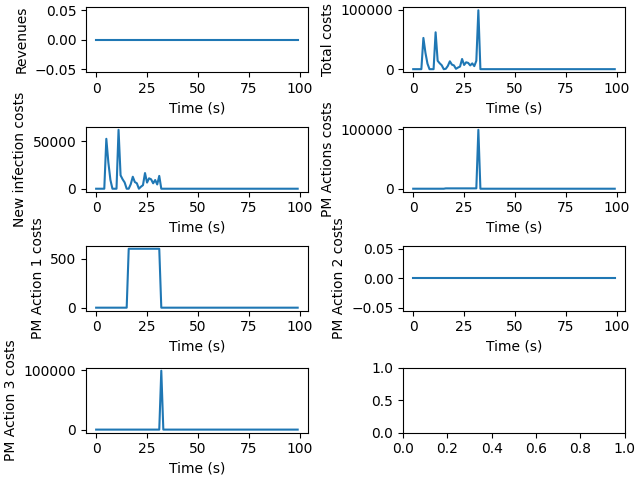 Revenues
0.05
0.00
−0.05
0 25 50 75 100
Time (s)
Total costs
100000
0
0 25 50 75 100
Time (s)
New infection costs
50000
0
0 25 50 75 100
Time (s)
PM Actions costs
100000
0
0 25 50 75 100
Time (s)
PM Action 1 costs
500
0
0 25 50 75 100
Time (s)
PM Action 2 costs
0.05
0.00
−0.05
0 25 50 75 100
Time (s)
PM Action 3 costs
100000
0
0 25 50 75 100
Time (s)
1.0
0.5
0.0
0.0 0.2 0.4 0.6 0.8 1.0